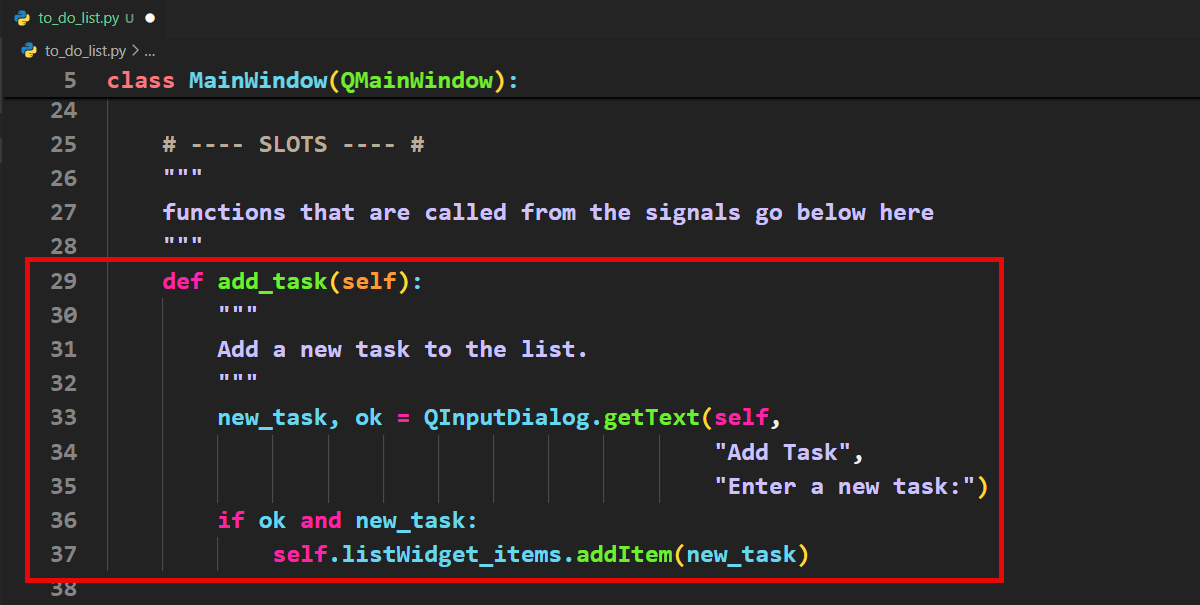 to_do_list.py U ●
to_do_list.py > ...
5 class MainWindow(QMainWindow):
24
25     # ---- SLOTS ---- #
26     """
27     functions that are called from the signals go below here
28     """
29     def add_task(self):
30         """
31         Add a new task to the list.
32         """
33         new_task, ok = QInputDialog.getText(self,
34                                             "Add Task",
35                                             "Enter a new task:")
36         if ok and new_task:
37             self.listWidget_items.addItem(new_task)
38